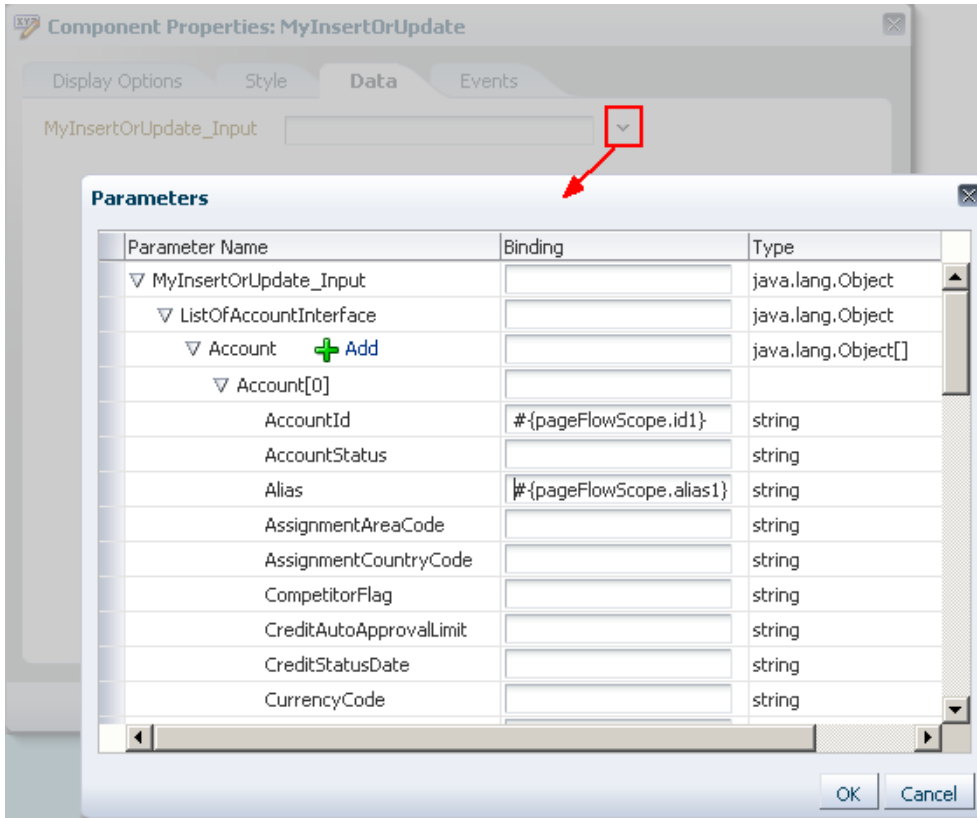 Component Properties: MyInsertOrUpdate
Display Options Style Data Events
MyInsertOrUpdate_Input
Parameters
Parameter Name Binding Type
MyInsertOrUpdate_Input java.lang.Object
ListOfAccountInterface java.lang.Object
Account Add java.lang.Object[]
Account[0]
AccountId #{pageFlowScope.id1} string
AccountStatus string
Alias #{pageFlowScope.alias1} string
AssignmentAreaCode string
AssignmentCountryCode string
CompetitorFlag string
CreditAutoApprovalLimit string
CreditStatusDate string
CurrencyCode string
OK Cancel